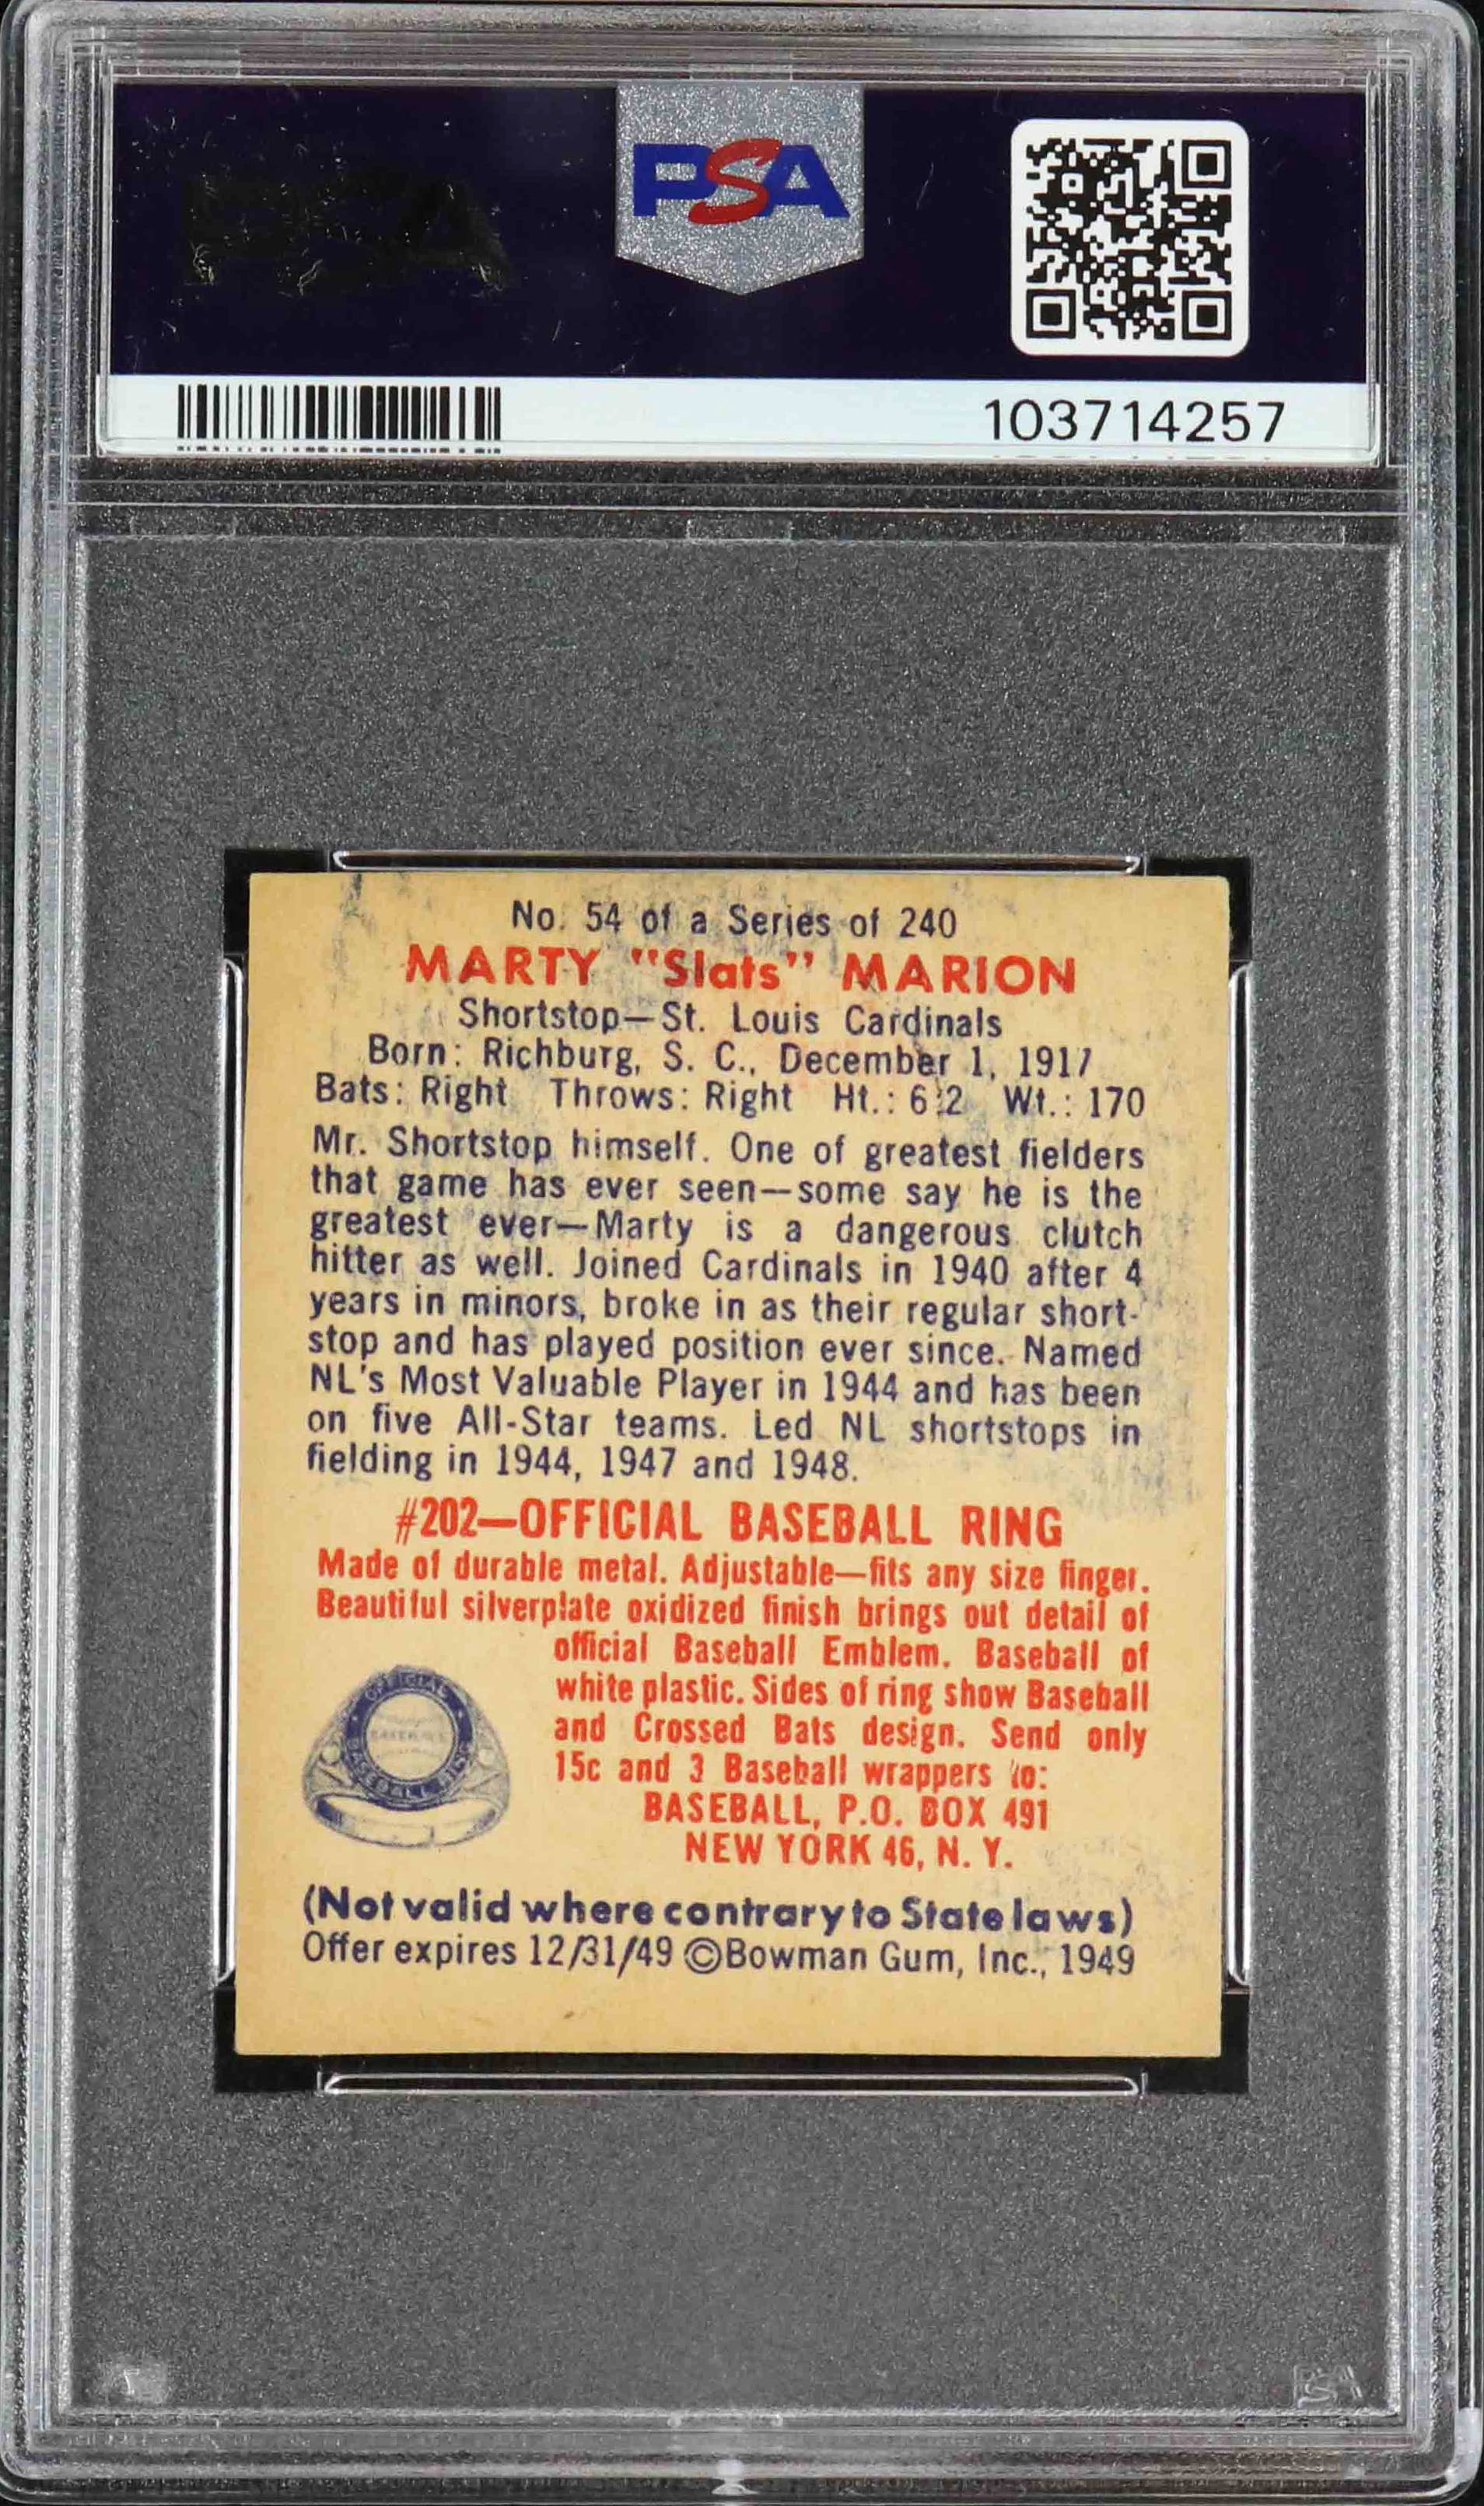 PSA
103714257
No. 54 of a Series of 240
MARTY "Slats" MARION
Shortstop—St. Louis Cardinals
Born: Richburg, S. C., December 1, 1917
Bats: Right Throws: Right Ht.: 6:2 Wt.: 170
Mr. Shortstop himself. One of greatest fielders
that game has ever seen—some say he is the
greatest ever—Marty is a dangerous clutch
hitter as well. Joined Cardinals in 1940 after 4
years in minors, broke in as their regular short-
stop and has played position ever since. Named
NL's Most Valuable Player in 1944 and has been
on five All-Star teams. Led NL shortstops in
fielding in 1944, 1947 and 1948.
#202—OFFICIAL BASEBALL RING
Made of durable metal. Adjustable—fits any size finger.
Beautiful silverplate oxidized finish brings out detail of
official Baseball Emblem. Baseball of
white plastic. Sides of ring show Baseball
and Crossed Bats design. Send only
15c and 3 Baseball wrappers to:
BASEBALL, P.O. BOX 491
NEW YORK 46, N. Y.
OFFICIAL
BASEBALL RING
(Not valid where contrary to State laws)
Offer expires 12/31/49 ©Bowman Gum, Inc., 1949
PSA